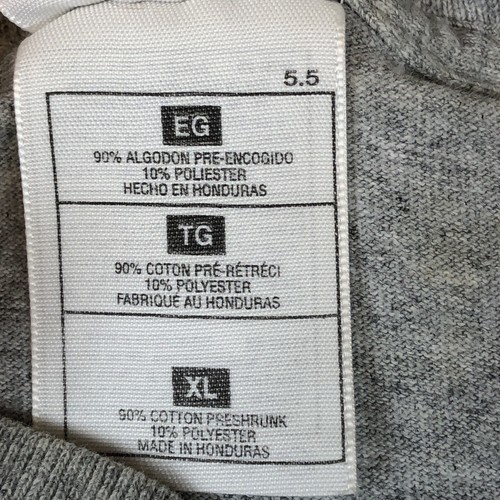 5.5
EG
90% ALGODON PRE-ENCOGIDO
10% POLIESTER
HECHO EN HONDURAS
TG
90% COTON PRÉ-RÉTRÉCI
10% POLYESTER
FABRIQUÉ AU HONDURAS
XL
90% COTTON PRESHRUNK
10% POLYESTER
MADE IN HONDURAS